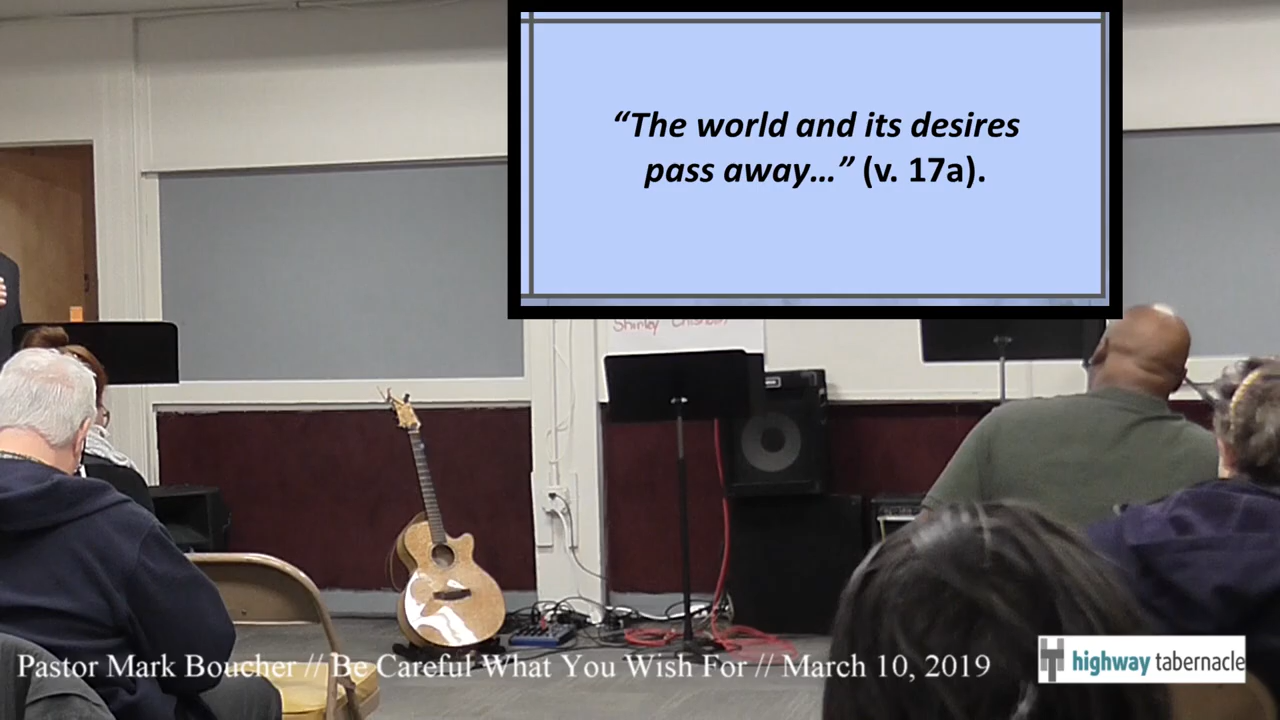 “The world and its desires
pass away...” (v. 17a).
Shirley
Pastor Mark Boucher // Be Careful What You Wish For // March 10, 2019
highway tabernacle